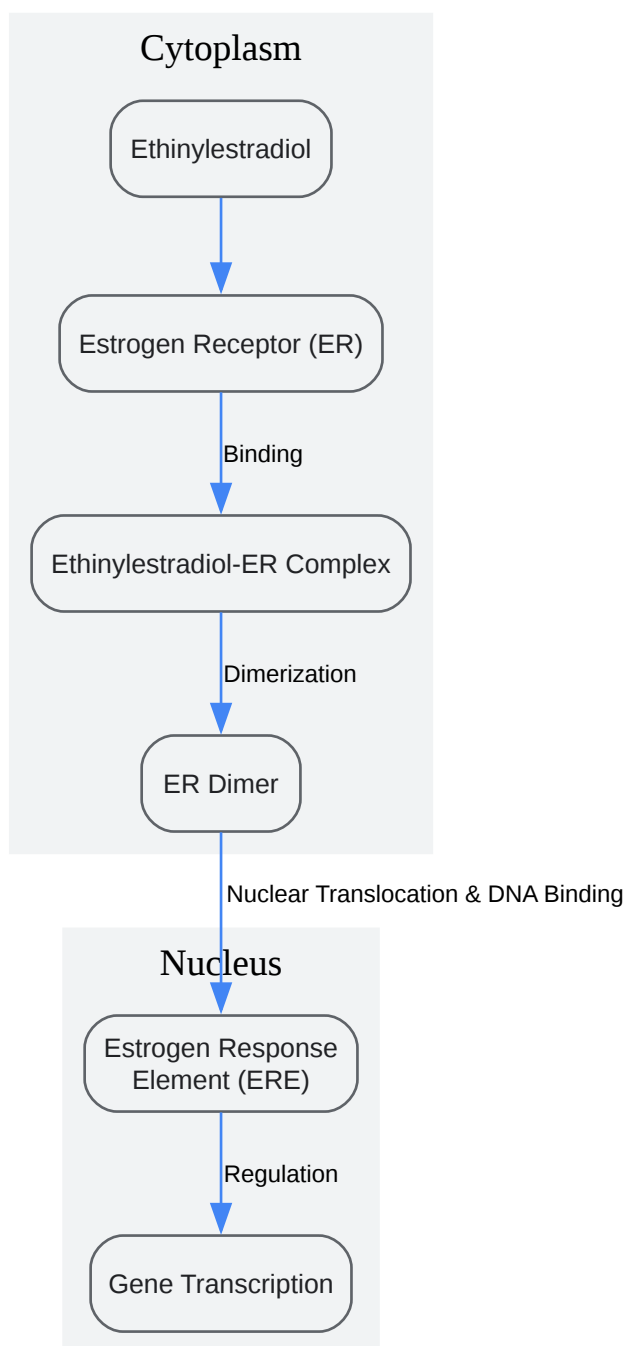 Cytoplasm
Ethinylestradiol
Estrogen Receptor (ER)
Binding
Ethinylestradiol-ER Complex
Dimerization
ER Dimer
Nuclear Translocation & DNA Binding
Nucleus
Estrogen Response
Element (ERE)
Regulation
Gene Transcription